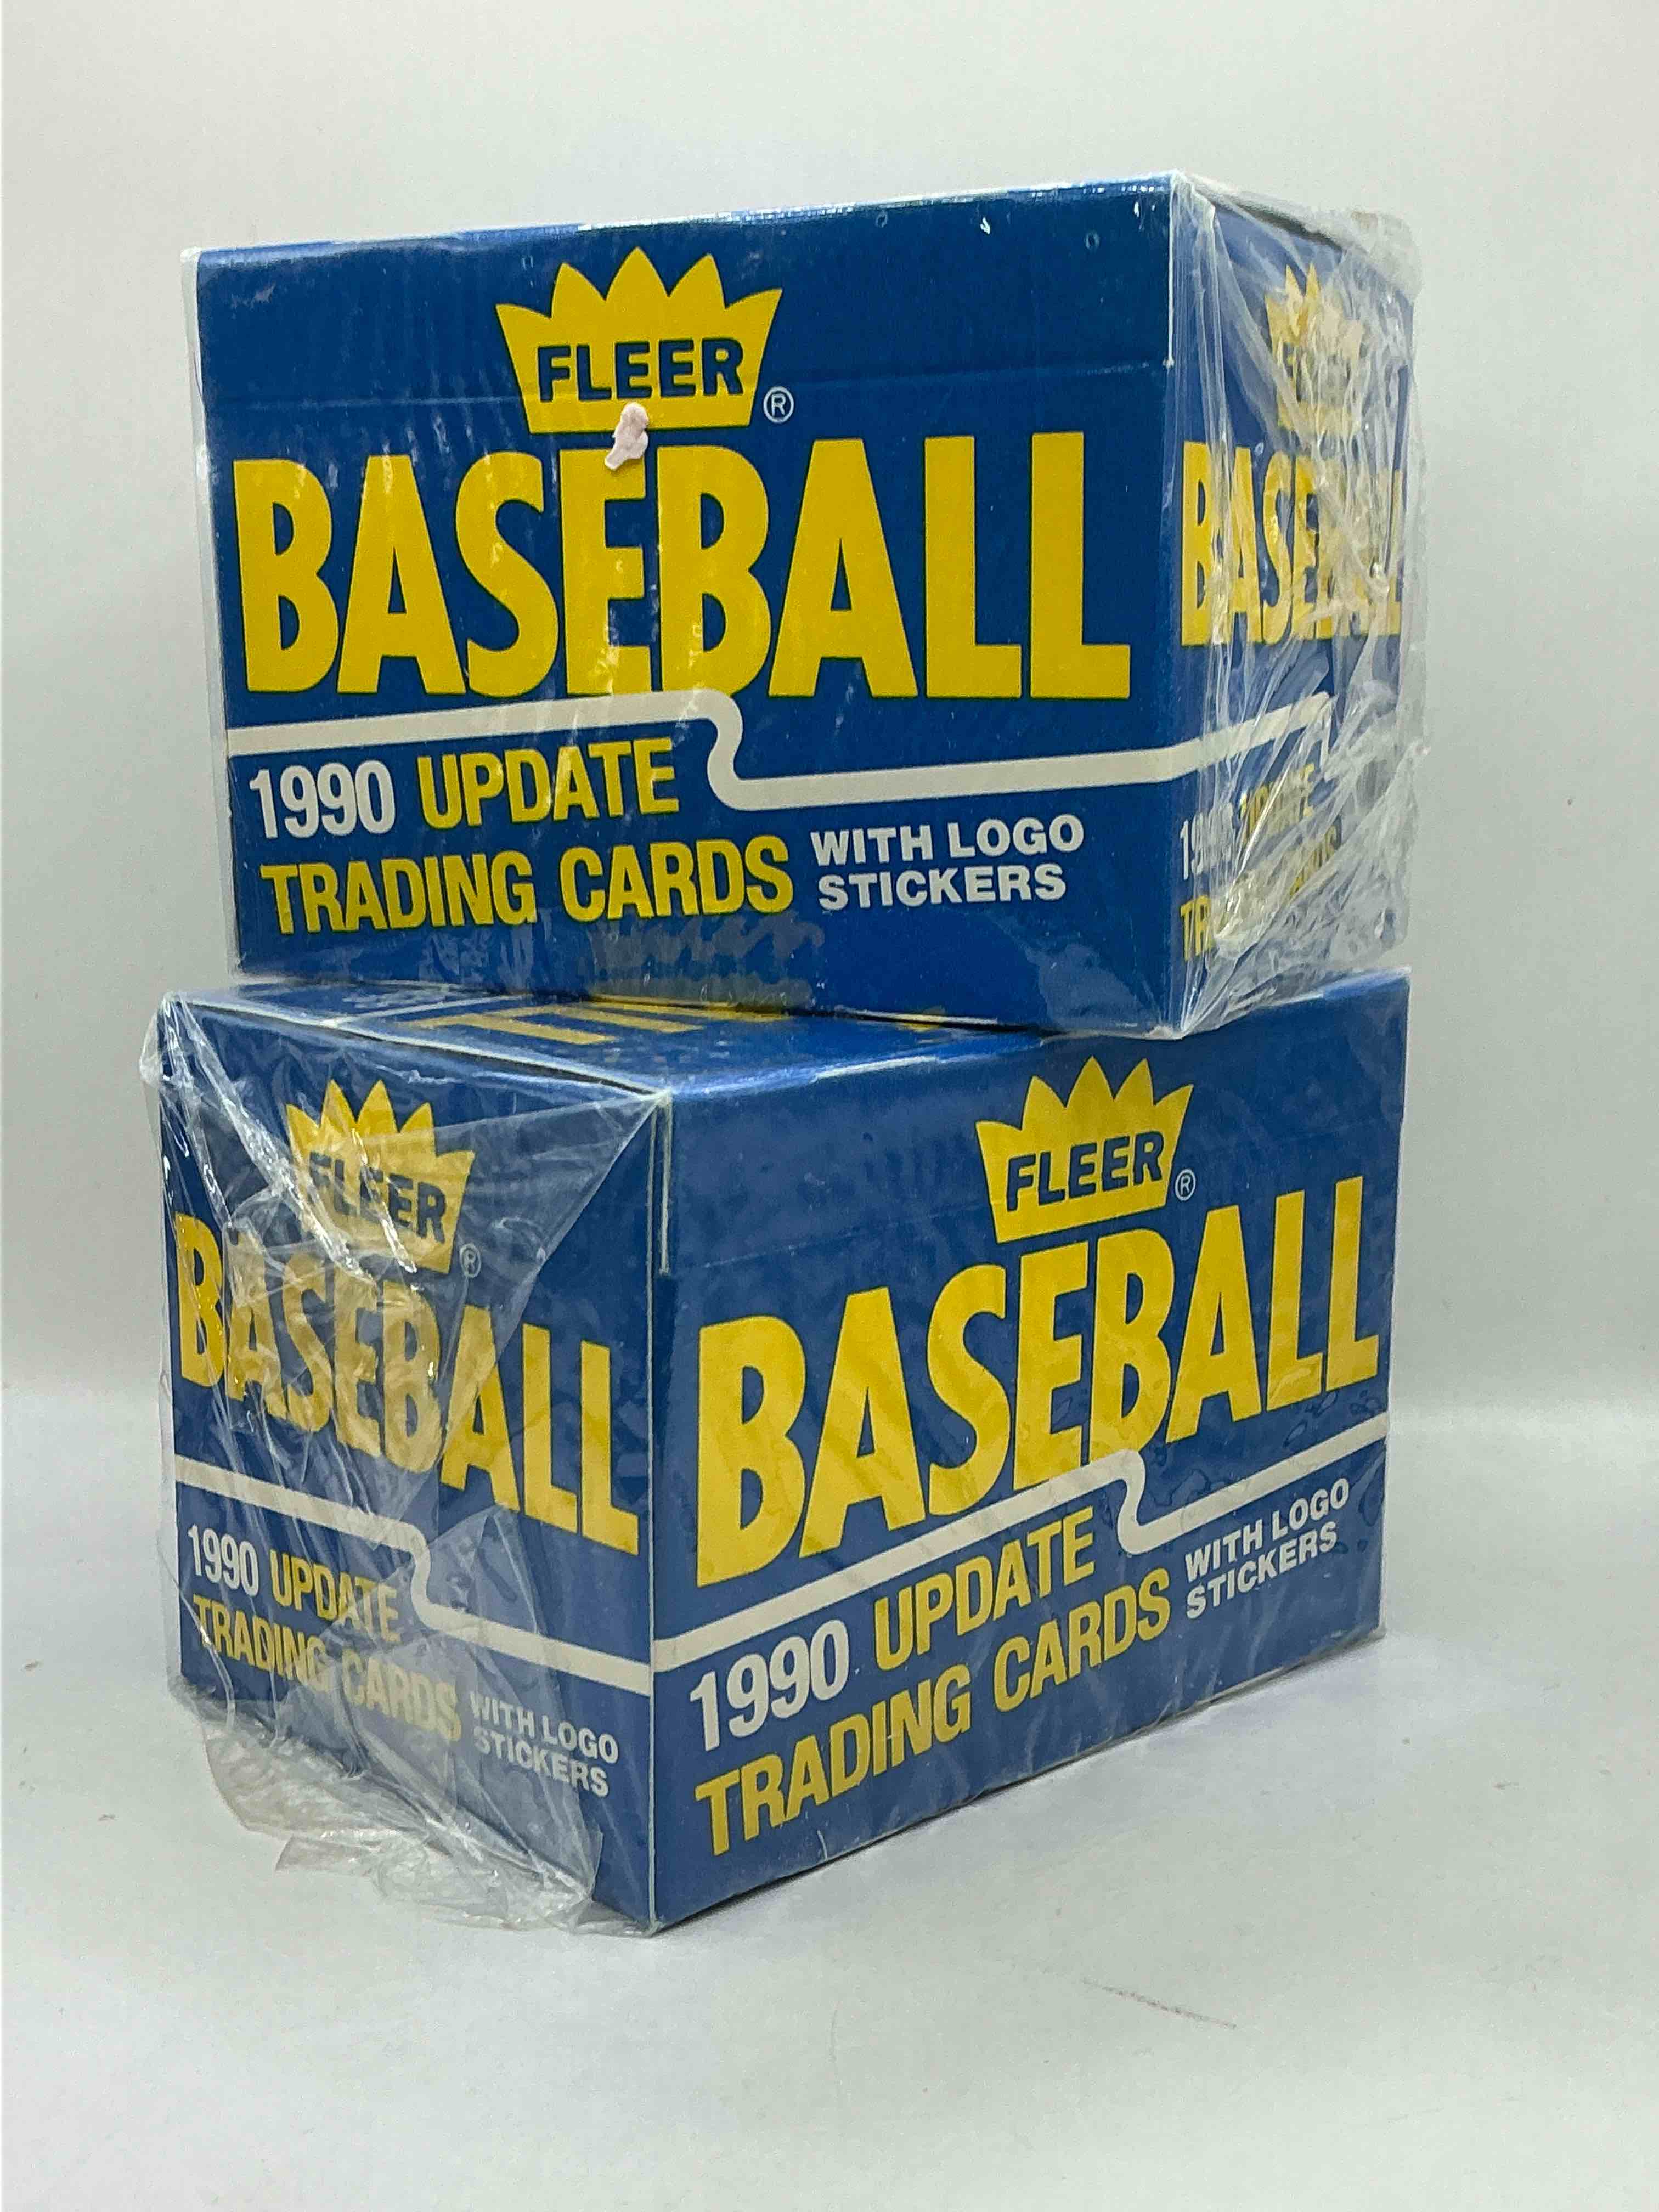 FLEER®
BASEBALL
1990 UPDATE
TRADING CARDS WITH LOGO
STICKERS
BASEBALL
FLEER®
BASEBALL
1990 UPDATE
TRADING CARDS WITH LOGO
STICKERS
FLEER®
BASEBALL
1990 UPDATE
TRADING CARDS WITH LOGO
STICKERS